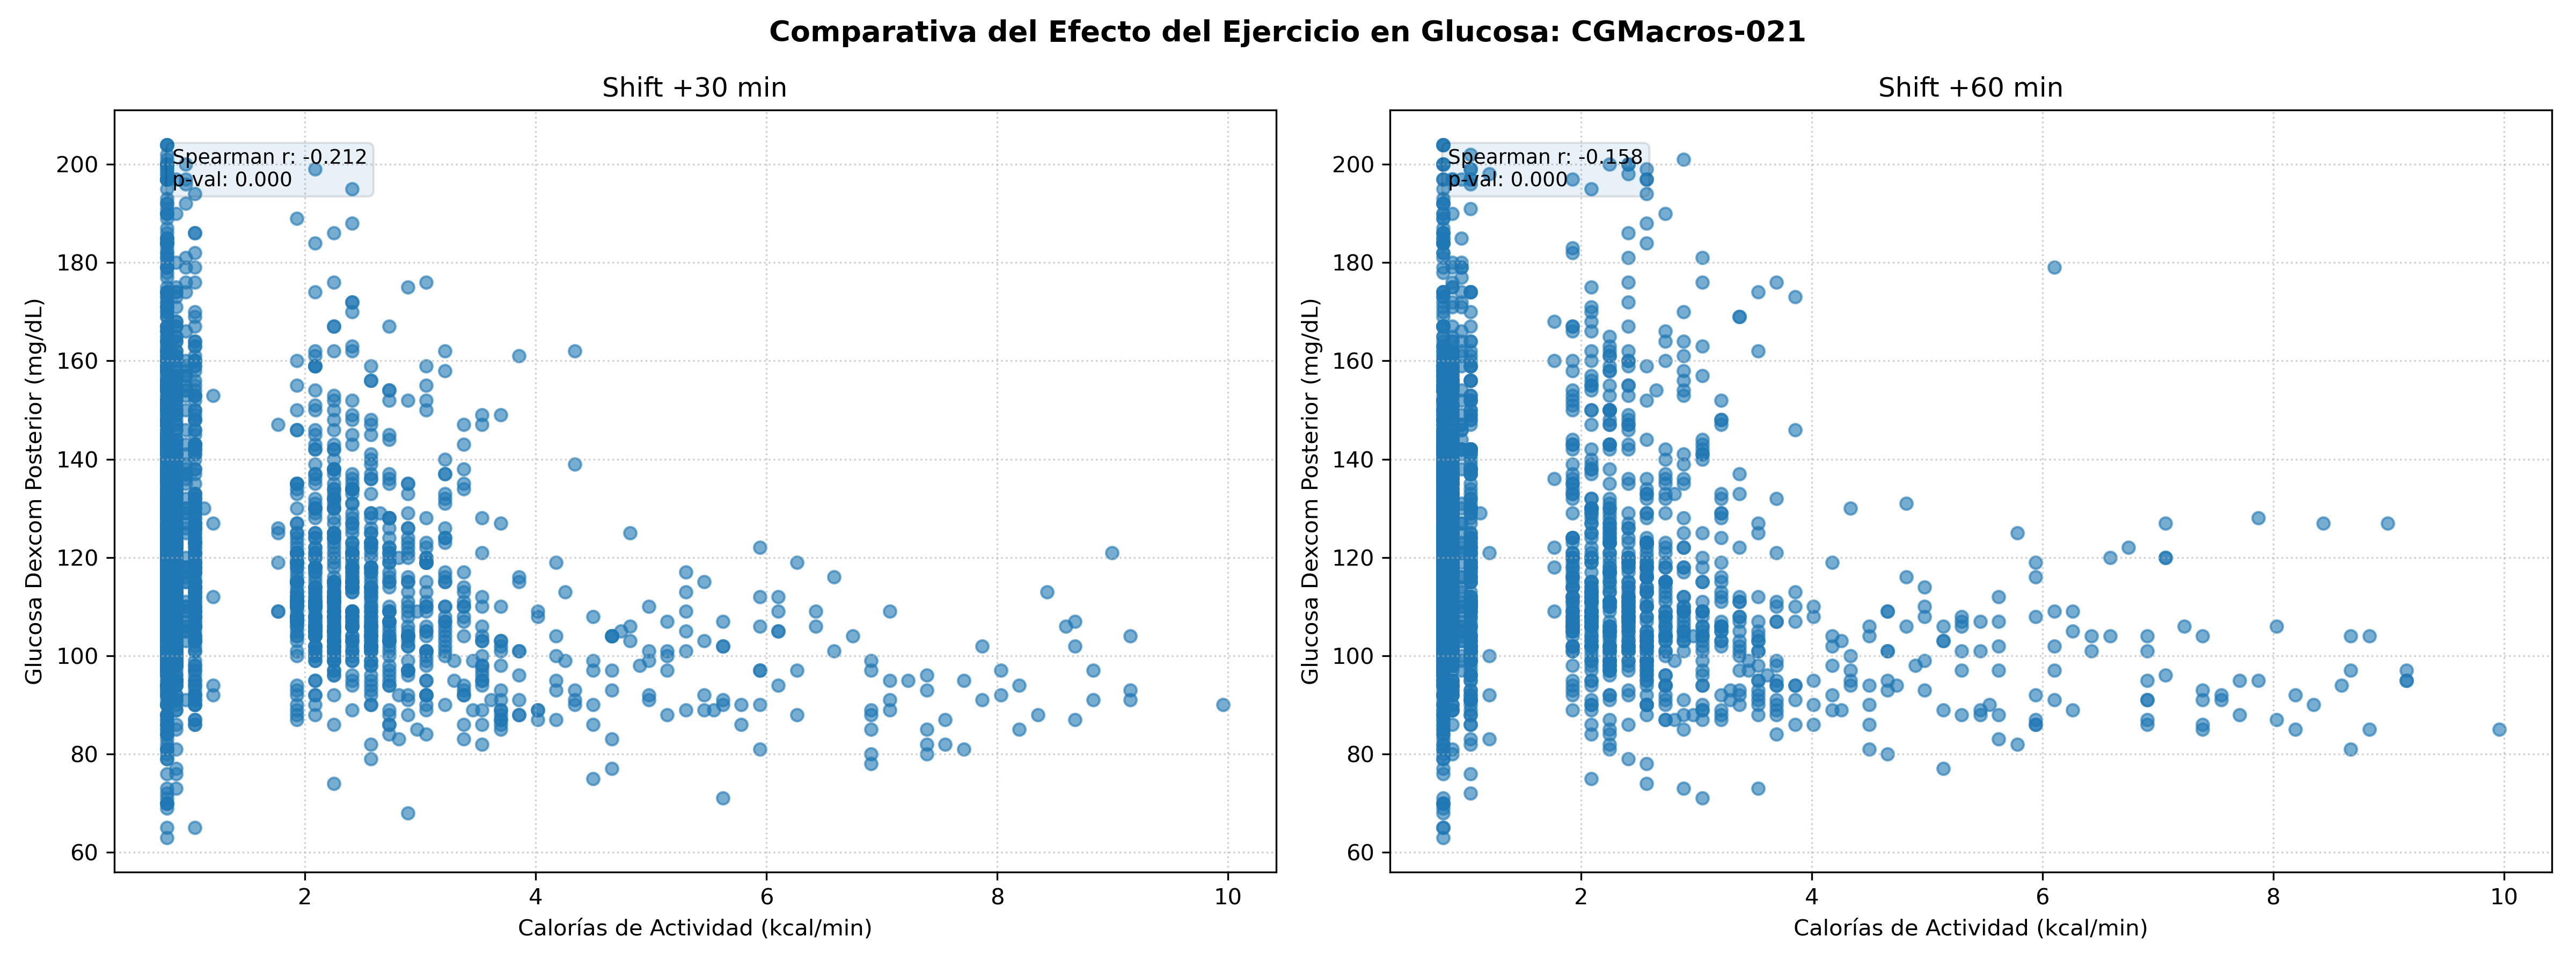 Comparativa del Efecto del Ejercicio en Glucosa: CGMacros-021
Shift +30 min
Spearman r: -0.212
p-val: 0.000
Glucosa Dexcom Posterior (mg/dL)
200
180
160
140
120
100
80
60
2 4 6 8 10
Calorías de Actividad (kcal/min)
Shift +60 min
Spearman r: -0.158
p-val: 0.000
Glucosa Dexcom Posterior (mg/dL)
200
180
160
140
120
100
80
60
2 4 6 8 10
Calorías de Actividad (kcal/min)